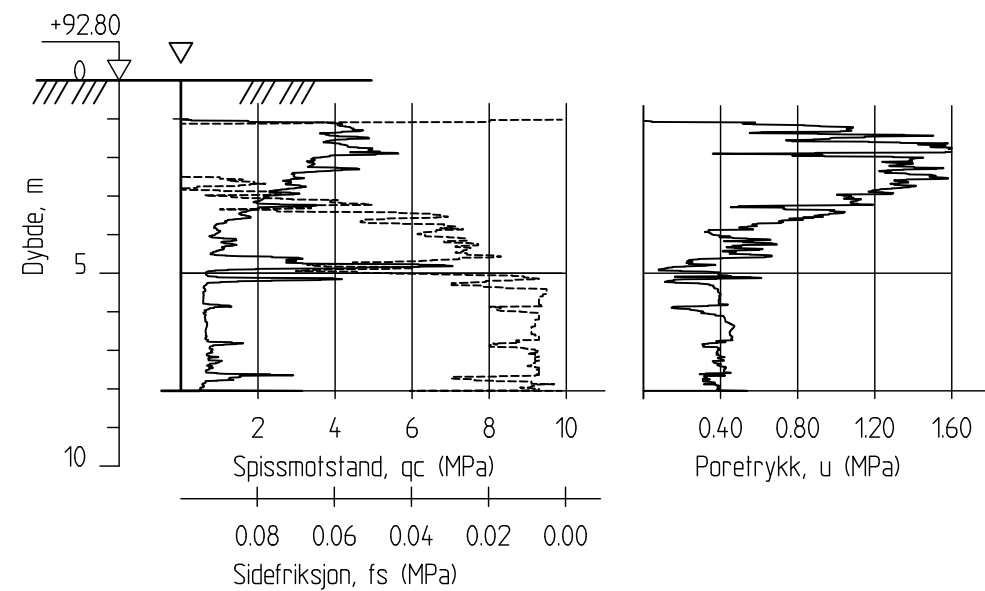 +92.80
0
Dybde, m
5
10
2 4 6 8 10
Spissmotstand, qc (MPa)
0.08 0.06 0.04 0.02 0.00
Sidefriksjon, fs (MPa)
0.40 0.80 1.20 1.60
Poretrykk, u (MPa)